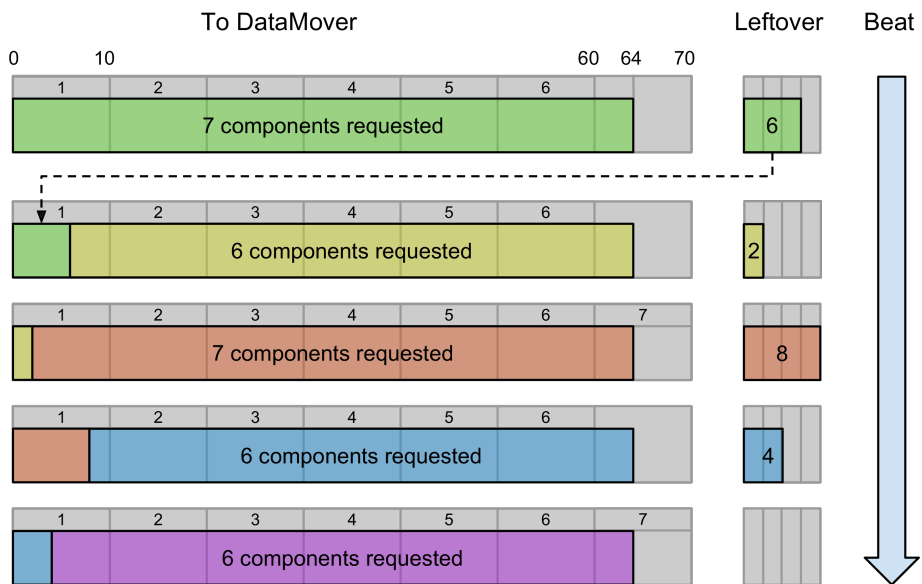 To DataMover Leftover Beat
0 10 60 64 70
1 2 3 4 5 6
7 components requested 6
1 2 3 4 5 6
6 components requested 2
1 2 3 4 5 6 7
7 components requested 8
1 2 3 4 5 6
6 components requested 4
1 2 3 4 5 6 7
6 components requested